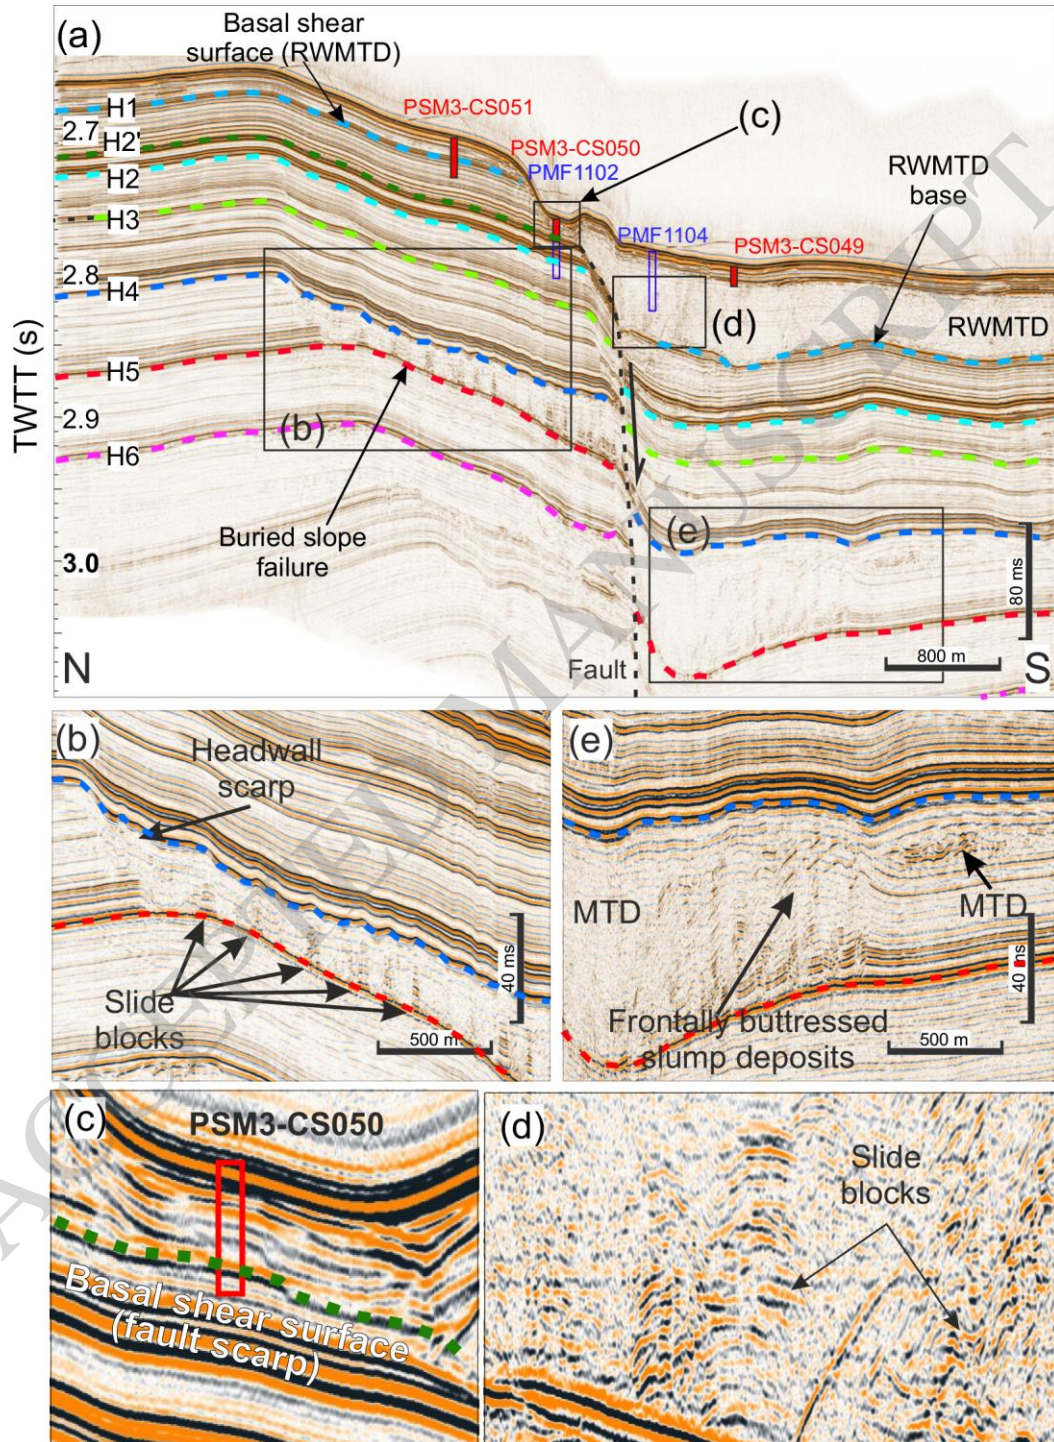 (a)
Basal shear
surface (RWMTD)
PSM3-CS051
PSM3-CS050
PMF1102
(c)
RWMTD
base
PMF1104
PSM3-CS049
H1
2.7
H2'
H2
H3
2.8
H4
(d)
RWMTD
TWTT (s)
H5
2.9
(b)
H6
Buried slope
failure
(e)
3.0
80 ms
N
Fault
800 m
S
(b)
Headwall
scarp
40 ms
Slide
blocks
500 m
(e)
MTD
MTD
40 ms
Frontally buttressed
slump deposits
500 m
(c)
PSM3-CS050
Basal shear surface
(fault scarp)
(d)
Slide
blocks
ACCEPTED MANUSCRIPT